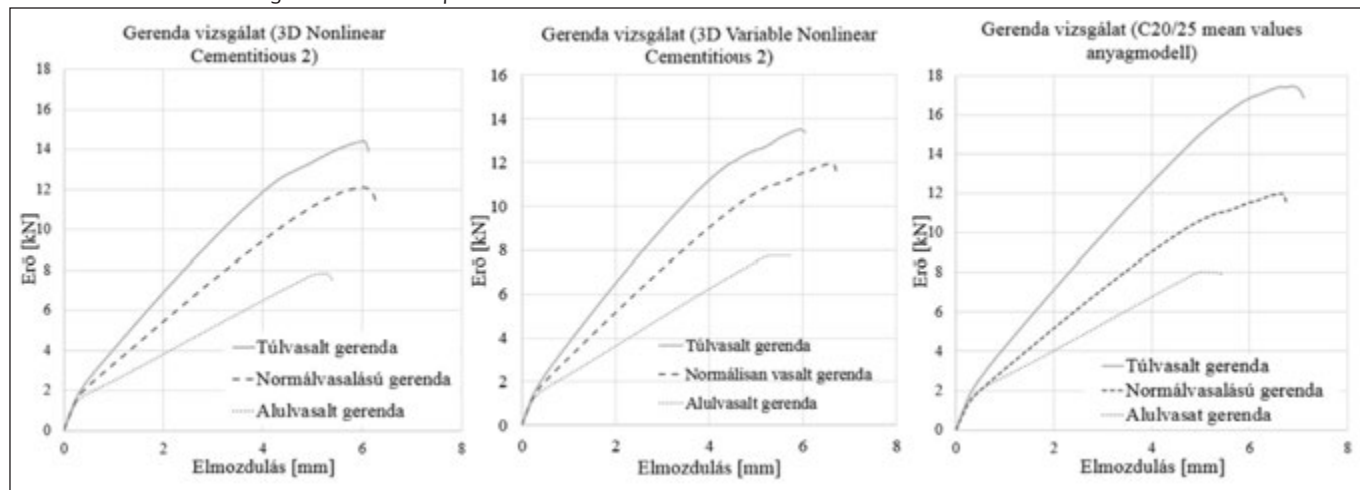 Gerenda vizsgálat (3D Nonlinear
Cementitious 2)
18
16
14
12
10
8
6
4
2
0
Erő [kN]
0 2 4 6 8
Elmozdulás [mm]
Túlvasalt gerenda
Normálvasalású gerenda
Alulvasalt gerenda
Gerenda vizsgálat (3D Variable Nonlinear
Cementitious 2)
16
14
12
10
8
6
4
2
0
Erő [kN]
0 2 4 6 8
Elmozdulás [mm]
Túlvasalt gerenda
Normálisan vasalt gerenda
Alulvasalt gerenda
Gerenda vizsgálat (C20/25 mean values
anyagmodell)
18
16
14
12
10
8
6
4
2
0
Erő [kN]
0 2 4 6 8
Elmozdulás [mm]
Túlvasalt gerenda
Normálvasalású gerenda
Alulvasat gerenda